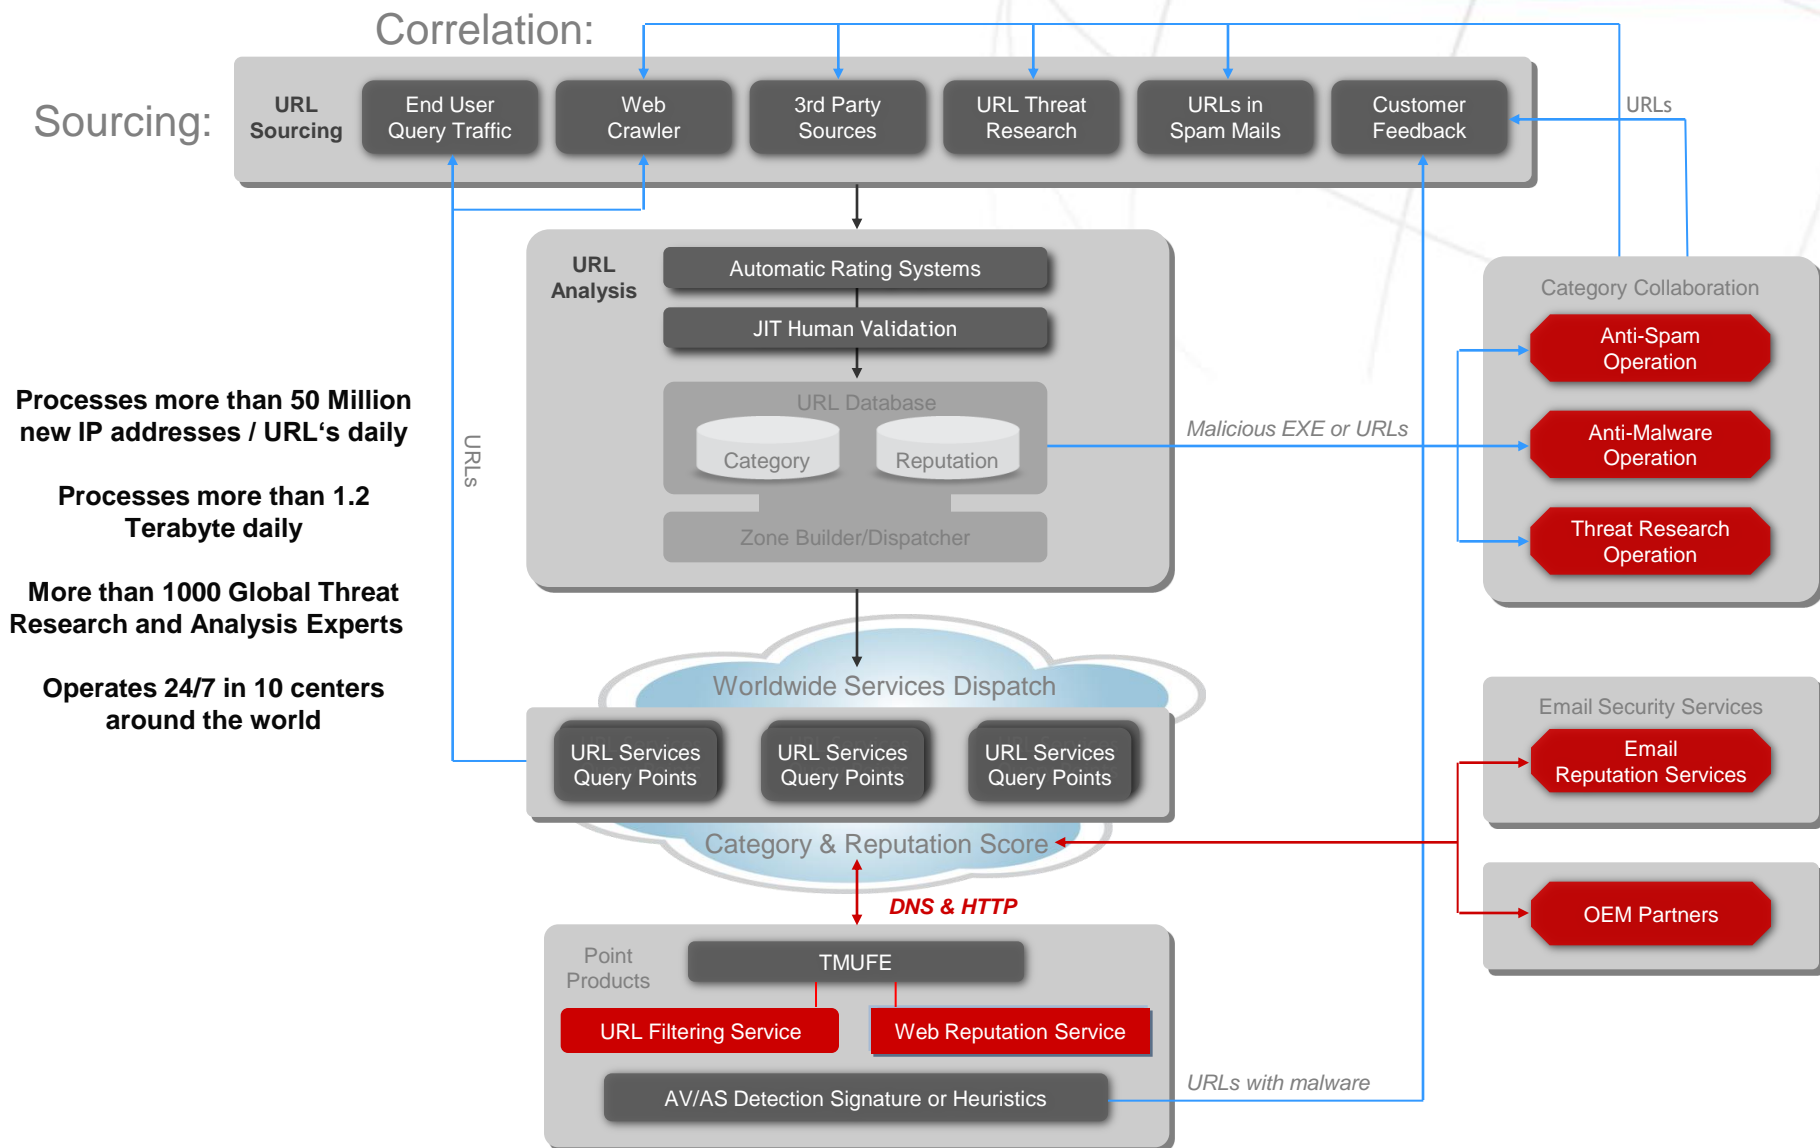 Correlation:
Sourcing:
URL
Sourcing
End User
Query Traffic
Web
Crawler
3rd Party
Sources
URL Threat
Research
URLs in
Spam Mails
Customer
Feedback
URLs
URL
Analysis
Automatic Rating Systems
JIT Human Validation
URL Database
Category
Reputation
Zone Builder/Dispatcher
Malicious EXE or URLs
Category Collaboration
Anti-Spam
Operation
Anti-Malware
Operation
Threat Research
Operation
Processes more than 50 Million
new IP addresses / URL‘s daily
Processes more than 1.2
Terabyte daily
More than 1000 Global Threat
Research and Analysis Experts
Operates 24/7 in 10 centers
around the world
URLs
Worldwide Services Dispatch
URL Services
Query Points
URL Services
Query Points
URL Services
Query Points
Category & Reputation Score
Email Security Services
Email
Reputation Services
OEM Partners
DNS & HTTP
Point
Products
TMUFE
URL Filtering Service
Web Reputation Service
AV/AS Detection Signature or Heuristics
URLs with malware